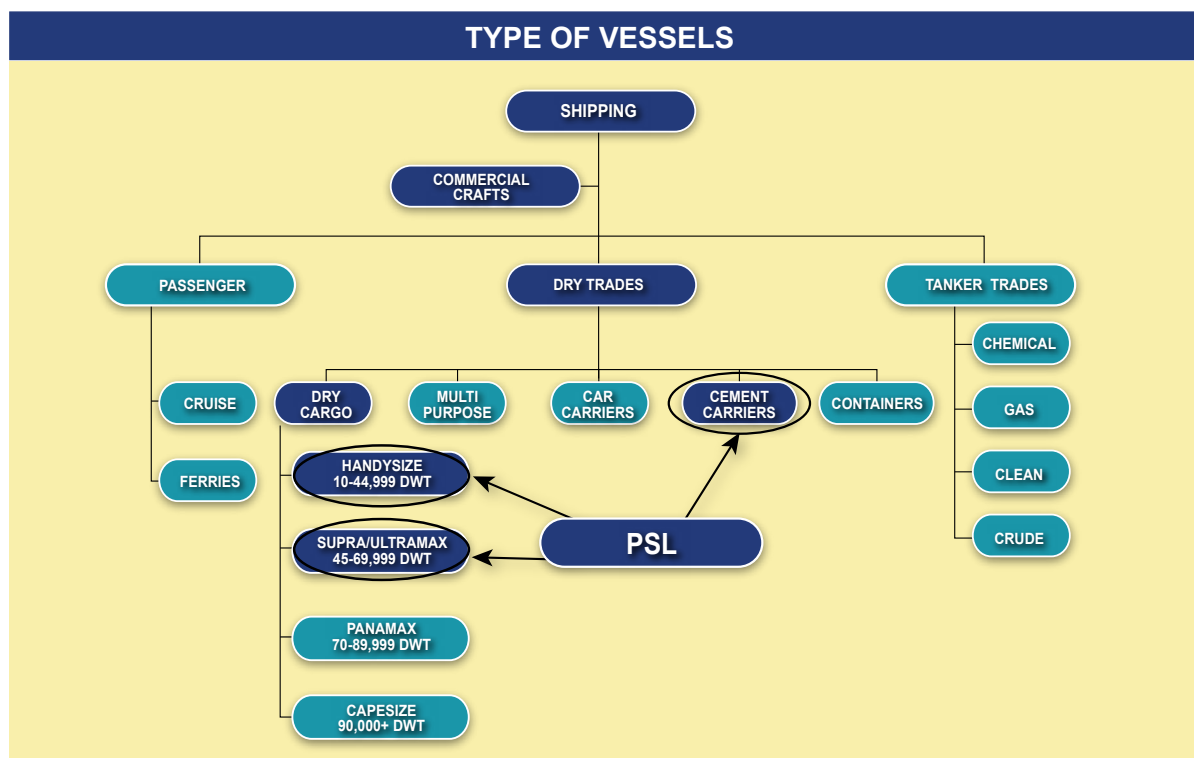 TYPE OF VESSELS
SHIPPING
COMMERCIAL
CRAFTS
PASSENGER
DRY TRADES
TANKER TRADES
CRUISE
FERRIES
DRY
CARGO
MULTI
PURPOSE
CAR
CARRIERS
CEMENT
CARRIERS
CONTAINERS
CHEMICAL
GAS
CLEAN
CRUDE
HANDYSIZE
10-44,999 DWT
SUPRA/ULTRAMAX
45-69,999 DWT
PANAMAX
70-89,999 DWT
CAPESIZE
90,000+ DWT
PSL